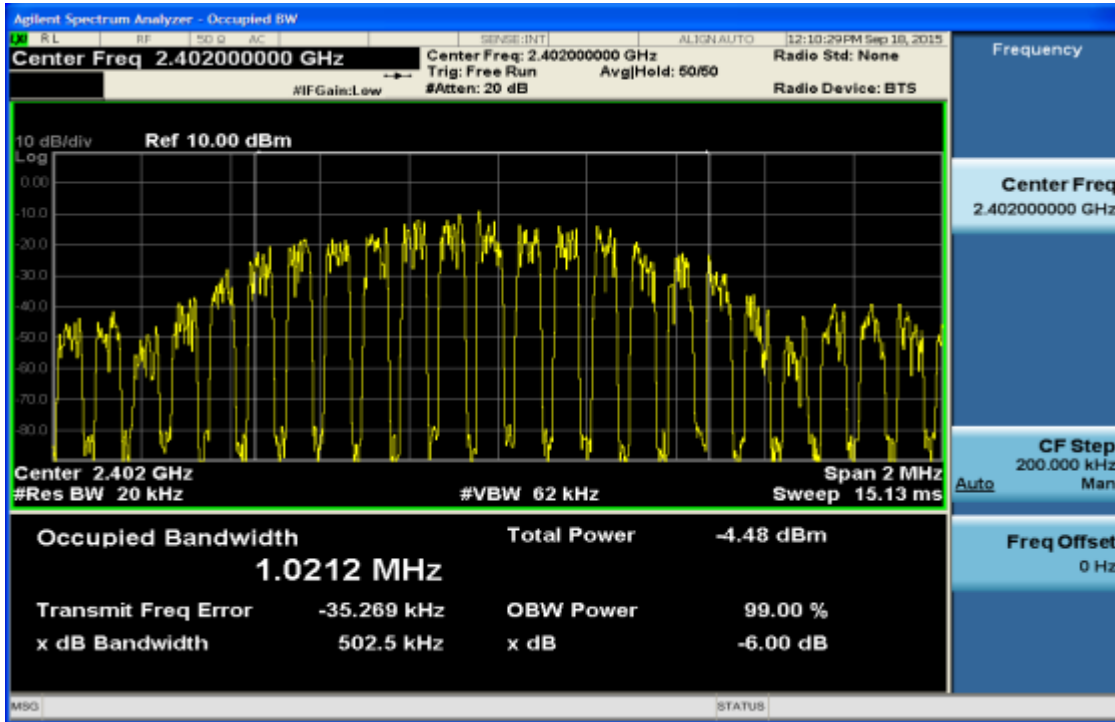 Agilent Spectrum Analyzer - Occupied BW
RL RF 50 Ω AC SENSE:INT ALIGN AUTO 12:10:29 PM Sep 18, 2015
Center Freq 2.402000000 GHz
Center Freq: 2.402000000 GHz
Radio Std: None
Trig: Free Run Avg|Hold: 50/50
#IFGain:Low
#Atten: 20 dB
Radio Device: BTS
10 dB/div Ref 10.00 dBm
Log
0.00
-10.0
-20.0
-30.0
-40.0
-50.0
-60.0
-70.0
-80.0
Center 2.402 GHz Span 2 MHz
#Res BW 20 kHz #VBW 62 kHz Sweep 15.13 ms
Occupied Bandwidth Total Power -4.48 dBm
1.0212 MHz
Transmit Freq Error -35.269 kHz OBW Power 99.00 %
x dB Bandwidth 502.5 kHz x dB -6.00 dB
MSG STATUS
Frequency
Center Freq
2.402000000 GHz
CF Step
200.000 kHz
Auto Man
Freq Offset
0 Hz